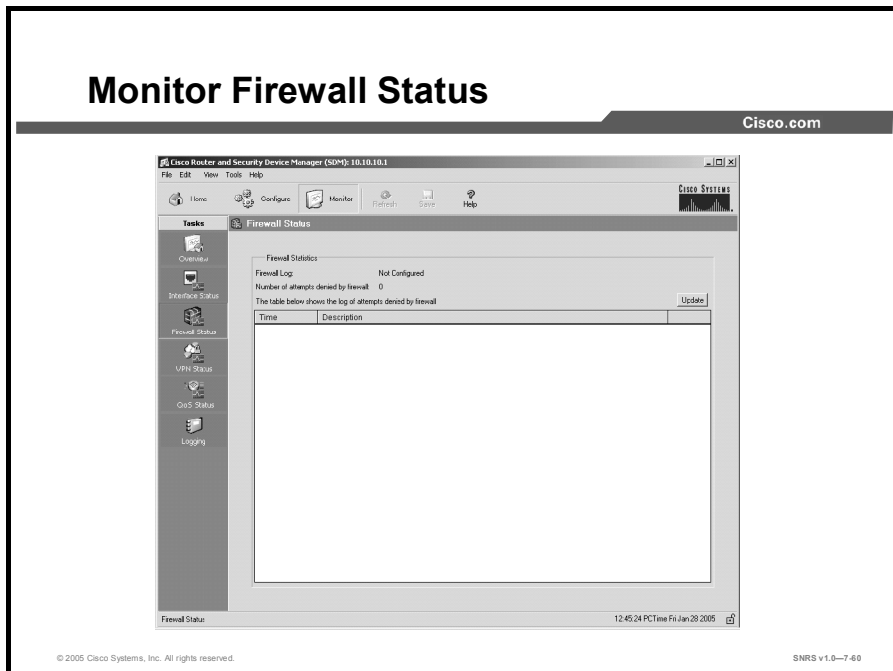 Monitor Firewall Status
Cisco.com
Cisco Router and Security Device Manager (SDM): 10.10.10.1
File Edit View Tools Help
Home Configure Monitor Refresh Save Help
CISCO SYSTEMS
Tasks
Firewall Status
Overview
Interface Status
Firewall Status
VPN Status
QoS Status
Logging
Firewall Statistics
Firewall Log: Not Configured
Number of attempts denied by firewall: 0
The table below shows the log of attempts denied by firewall
Update
Time Description
Firewall Status
12:45:24 PCTime Fri Jan 28 2005
© 2005 Cisco Systems, Inc. All rights reserved.
SNRS v1.0—7-60